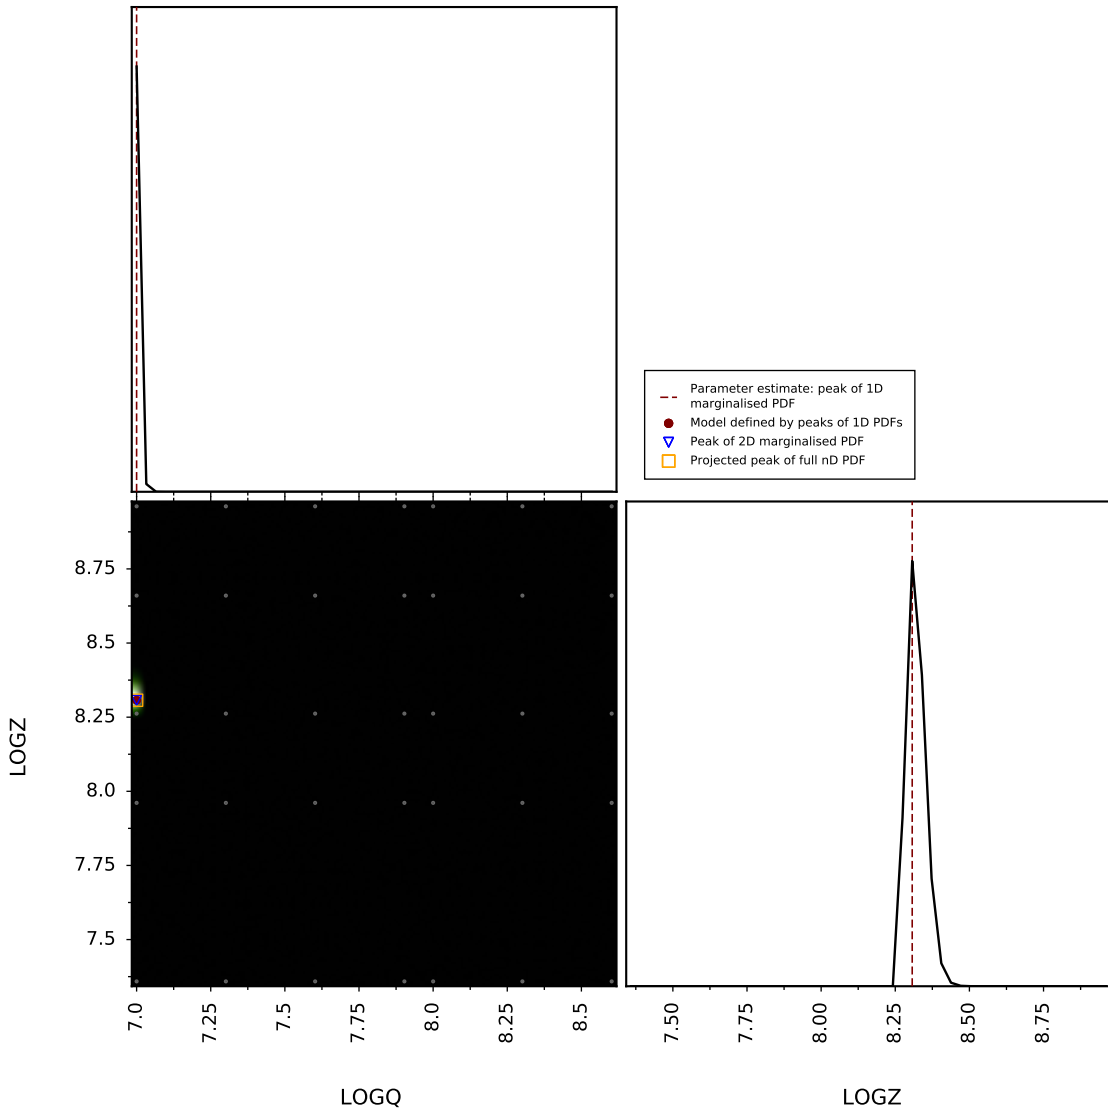 Parameter estimate: peak of 1D
marginalised PDF
Model defined by peaks of 1D PDFs
Peak of 2D marginalised PDF
Projected peak of full nD PDF
8.75
8.5
8.25
8.0
7.75
7.5
LOGZ
7.0
7.25
7.5
7.75
8.0
8.25
8.5
LOGQ
7.50
7.75
8.00
8.25
8.50
8.75
LOGZ